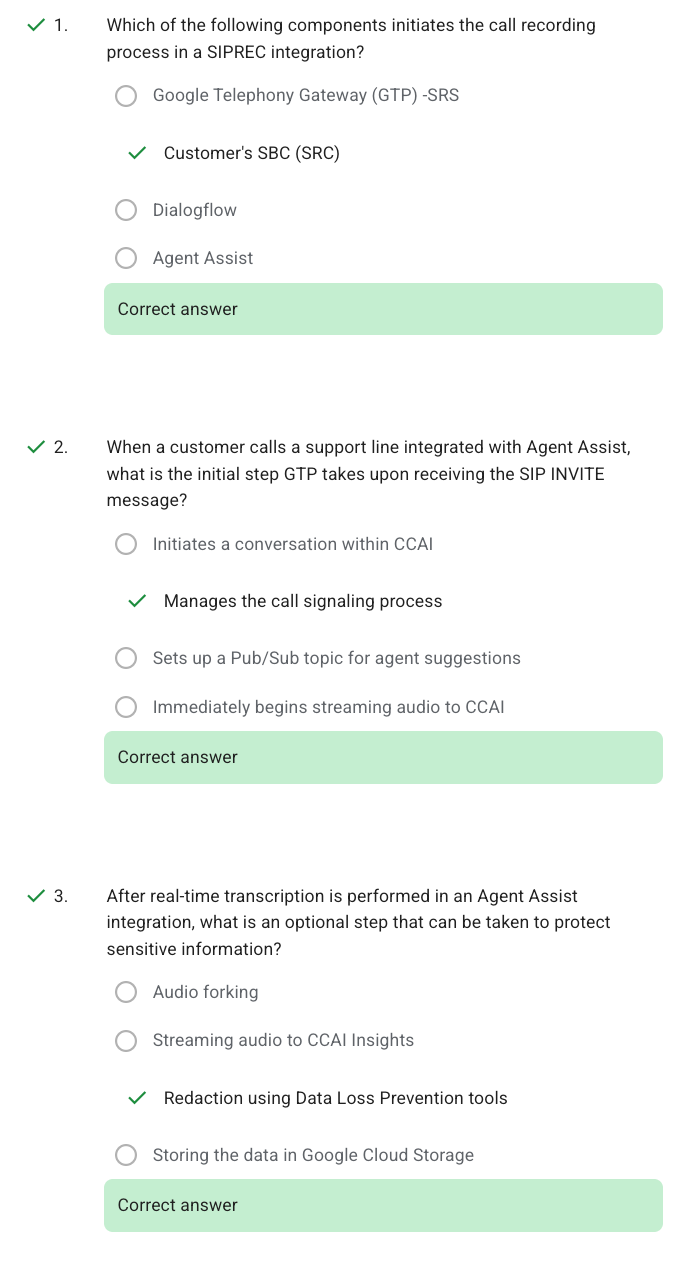 1. Which of the following components initiates the call recording
process in a SIPREC integration?
Google Telephony Gateway (GTP) -SRS
Customer's SBC (SRC)
Dialogflow
Agent Assist
Correct answer
2. When a customer calls a support line integrated with Agent Assist,
what is the initial step GTP takes upon receiving the SIP INVITE
message?
Initiates a conversation within CCAI
Manages the call signaling process
Sets up a Pub/Sub topic for agent suggestions
Immediately begins streaming audio to CCAI
Correct answer
3. After real-time transcription is performed in an Agent Assist
integration, what is an optional step that can be taken to protect
sensitive information?
Audio forking
Streaming audio to CCAI Insights
Redaction using Data Loss Prevention tools
Storing the data in Google Cloud Storage
Correct answer